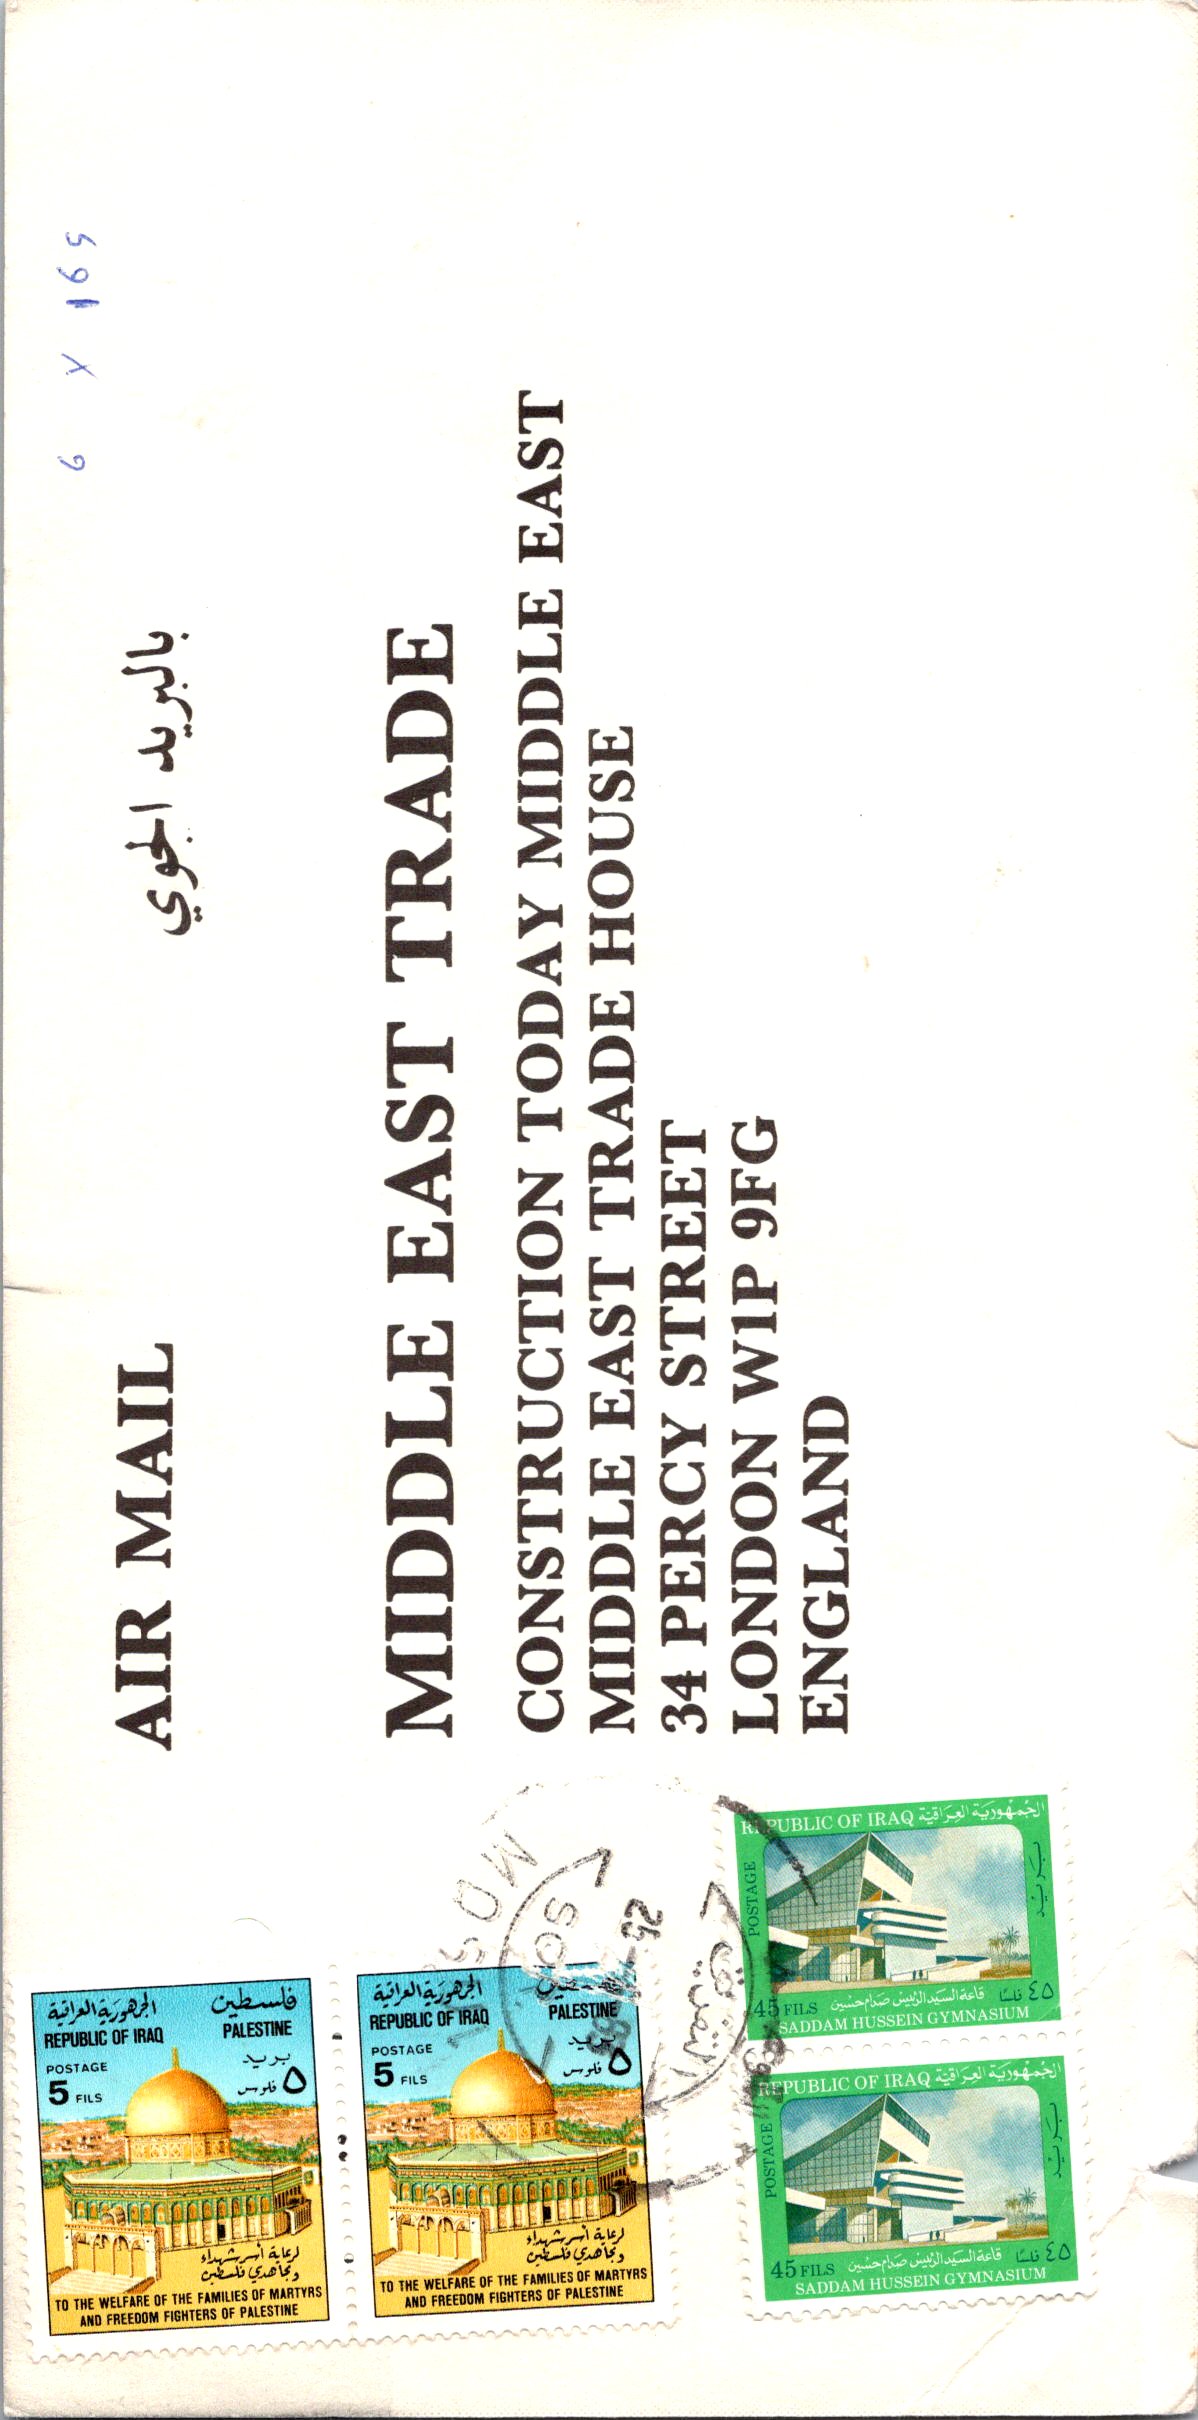 6 X 195
AIR MAIL
بالبريد الجوي
MIDDLE EAST TRADE
CONSTRUCTION TODAY MIDDLE EAST
MIDDLE EAST TRADE HOUSE
34 PERCY STREET
LONDON W1P 9FG
ENGLAND
الجمهورية العراقية فلسطين
REPUBLIC OF IRAQ PALESTINE
POSTAGE بريد
5 FILS ٥ فلوس
لرعاية أسر شهداء
ومجاهدي فلسطين
TO THE WELFARE OF THE FAMILIES OF MARTYRS
AND FREEDOM FIGHTERS OF PALESTINE
الجمهورية العراقية
REPUBLIC OF IRAQ PALESTINE
POSTAGE بريد
5 FILS ٥ فلوس
لرعاية أسر شهداء
ومجاهدي فلسطين
TO THE WELFARE OF THE FAMILIES OF MARTYRS
AND FREEDOM FIGHTERS OF PALESTINE
REPUBLIC OF IRAQ الجمهورية العراقية
POSTAGE بريد
45 FILS قاعة السيد الرئيس صدام حسين ٤٥ فلسًا
SADDAM HUSSEIN GYMNASIUM
REPUBLIC OF IRAQ الجمهورية العراقية
POSTAGE بريد
45 FILS قاعة السيد الرئيس صدام حسين ٤٥ فلسًا
SADDAM HUSSEIN GYMNASIUM